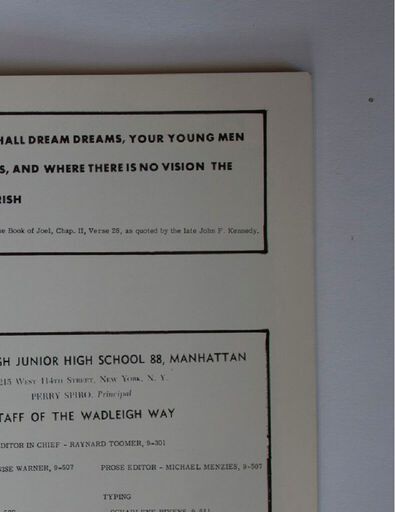 HALL DREAM DREAMS, YOUR YOUNG MEN
S, AND WHERE THERE IS NO VISION THE
RISH
e Book of Joel, Chap. II, Verse 28, as quoted by the late John F. Kennedy.
GH JUNIOR HIGH SCHOOL 88, MANHATTAN
215 West 114th Street, New York, N. Y.
PERRY SPIRO, Principal
TAFF OF THE WADLEIGH WAY
DITOR IN CHIEF - RAYNARD TOOMER, 9-301
ISE WARNER, 9-507 PROSE EDITOR - MICHAEL MENZIES, 9-507
TYPING